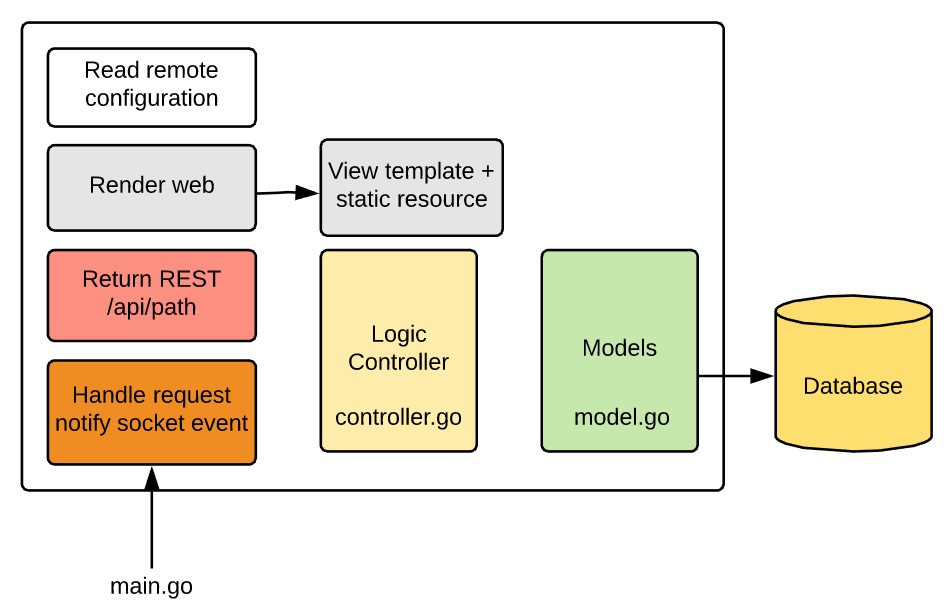 Read remote
configuration
Render web
View template +
static resource
Return REST
/api/path
Handle request
notify socket event
Logic
Controller
controller.go
Models
model.go
Database
main.go